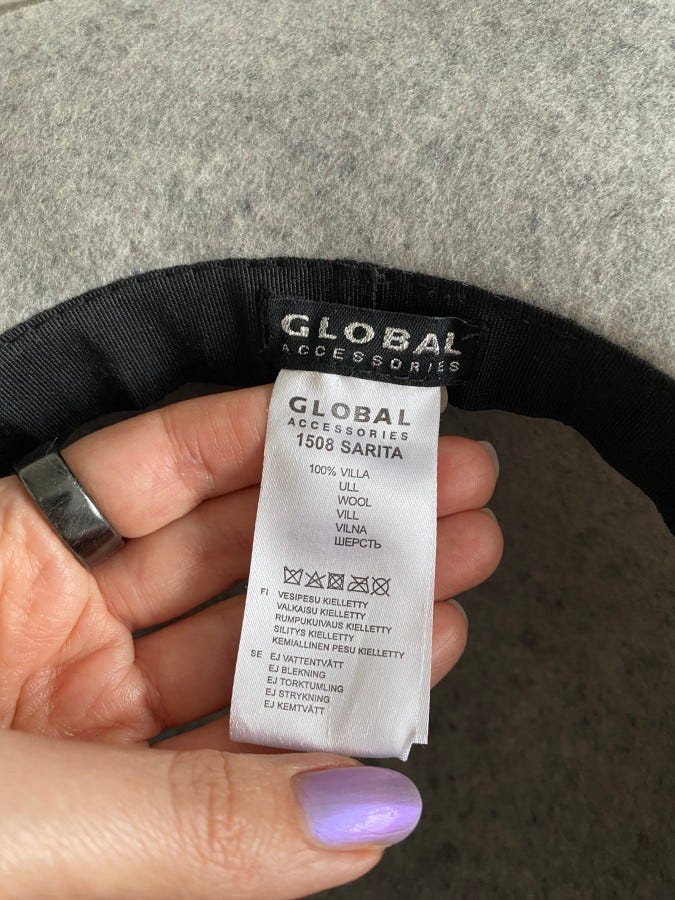 GLOBAL
ACCESSORIES
GLOBAL
ACCESSORIES
1508 SARITA
100% VILLA
ULL
WOOL
VILL
VILNA
ШЕРСТЬ
FI VESIPESU KIELLETTY
VALKAISU KIELLETTY
RUMPUKUIVAUS KIELLETTY
SILITYS KIELLETTY
KEMIALLINEN PESU KIELLETTY
SE EJ VATTENTVÄTT
EJ BLEKNING
EJ TORKTUMLING
EJ STRYKNING
EJ KEMTVÄTT